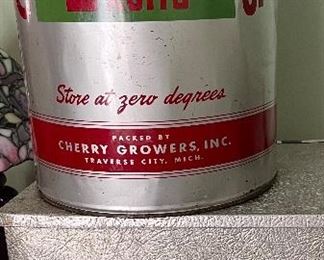 Store at zero degrees
PACKED BY
CHERRY GROWERS, INC.
TRAVERSE CITY, MICH.